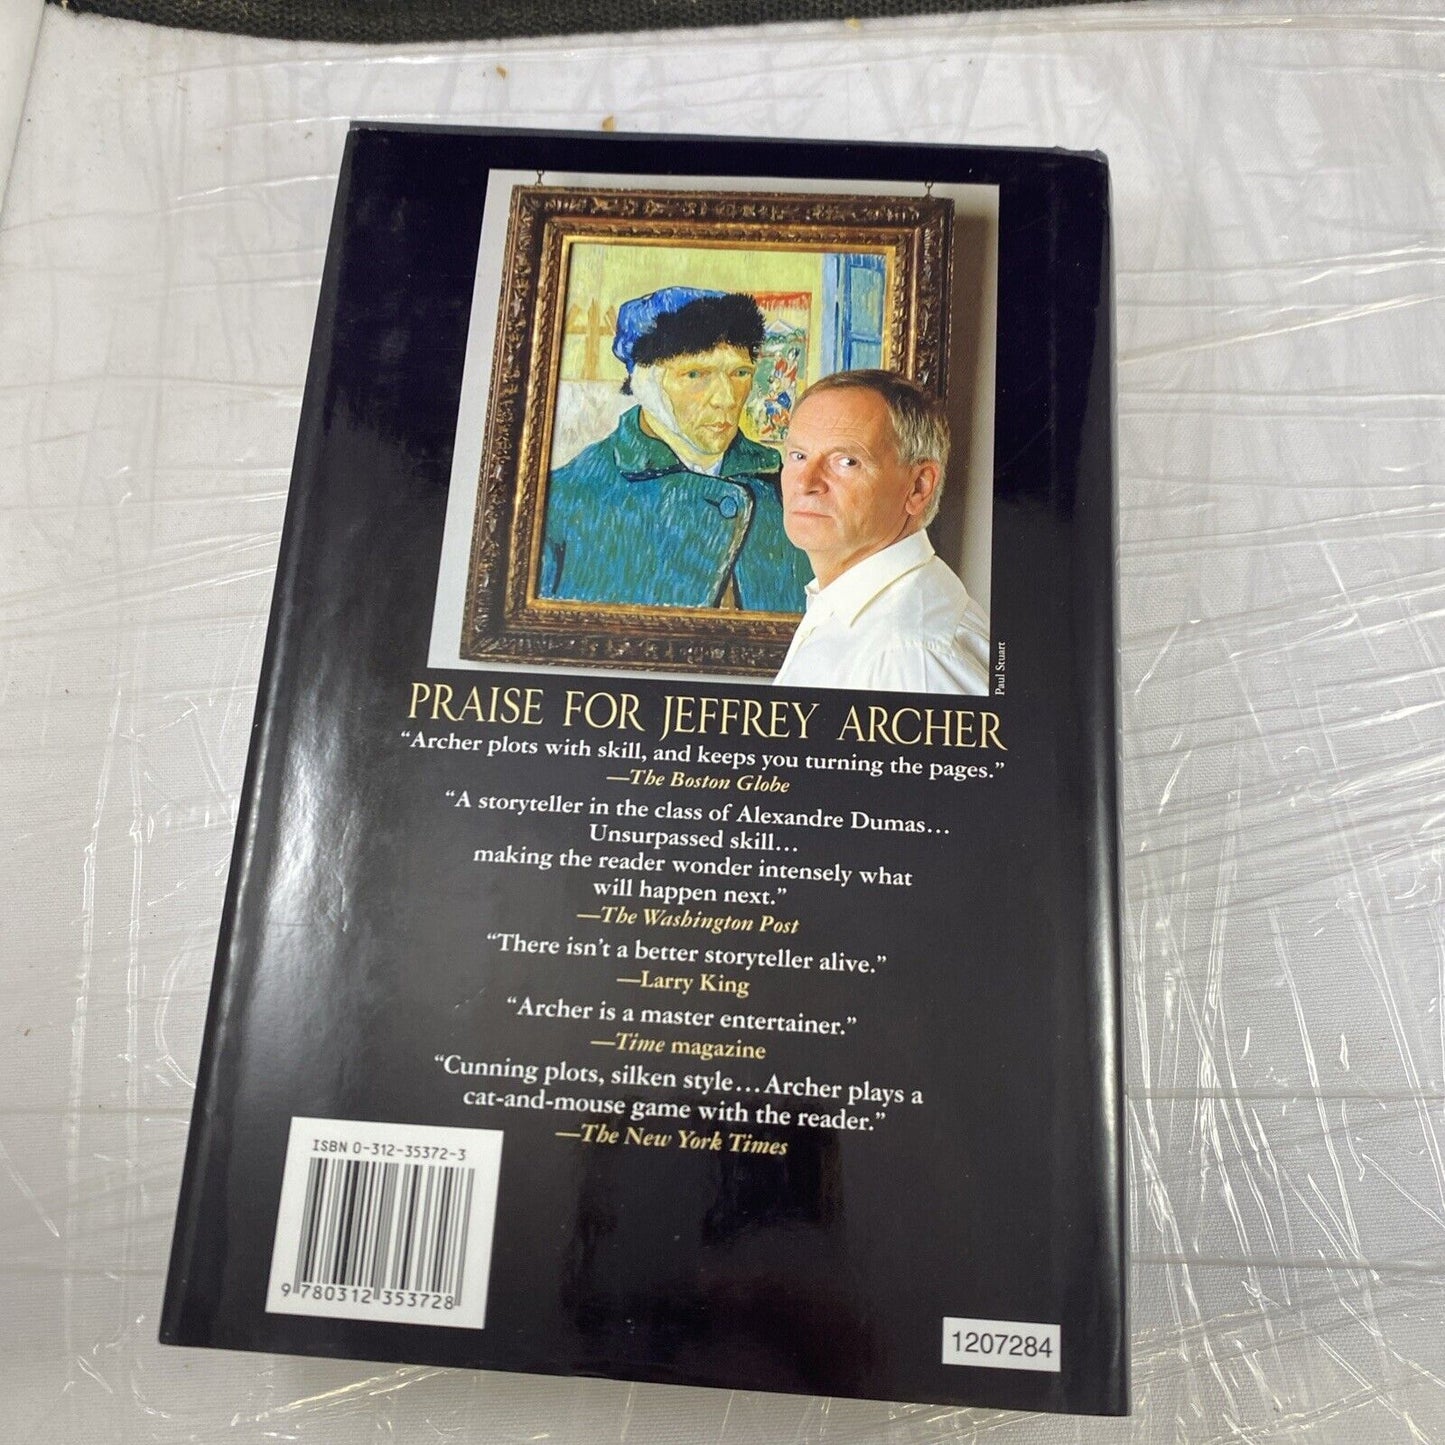 Paul Stuart
PRAISE FOR JEFFREY ARCHER
“Archer plots with skill, and keeps you turning the pages.”
—The Boston Globe
“A storyteller in the class of Alexandre Dumas…
Unsurpassed skill…
making the reader wonder intensely what
will happen next.”
—The Washington Post
“There isn’t a better storyteller alive.”
—Larry King
“Archer is a master entertainer.”
—Time magazine
“Cunning plots, silken style…Archer plays a
cat-and-mouse game with the reader.”
—The New York Times
ISBN 0-312-35372-3
9 780312 353728
1207284